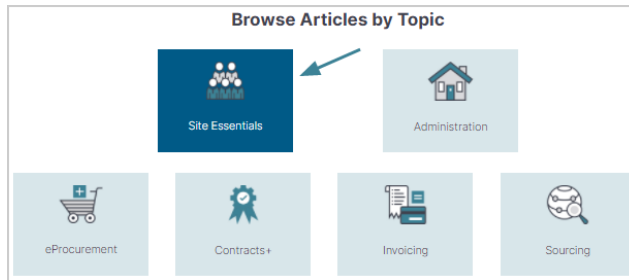 Browse Articles by Topic
Site Essentials
Administration
eProcurement
Contracts+
Invoicing
Sourcing